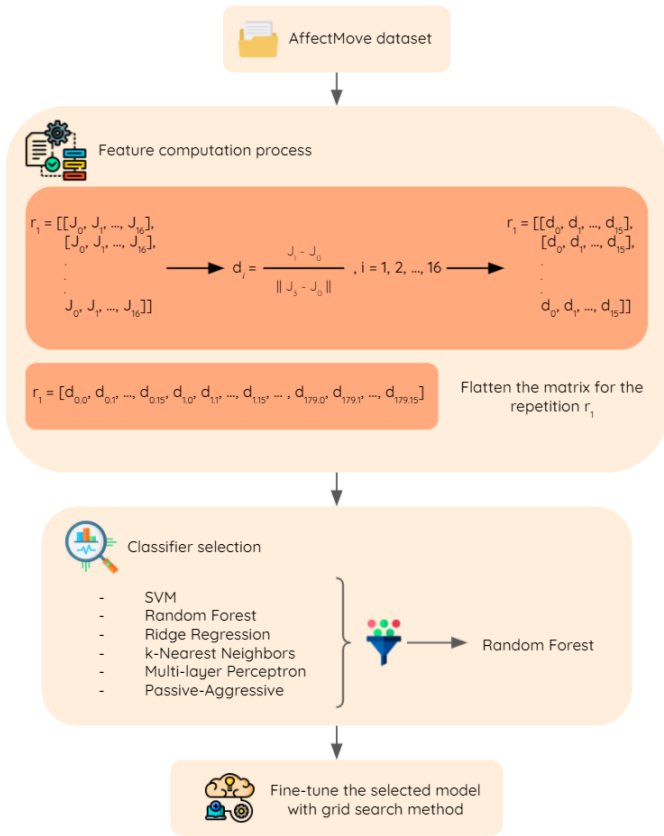 AffectMove dataset
Feature computation process
r₁ = [[J₀, J₁, ..., J₁₆],
[J₀, J₁, ..., J₁₆],
.
.
J₀, J₁, ..., J₁₆]]
dᵢ = Jᵢ - J₀ / || J₃ - J₀ || , i = 1, 2, ..., 16
r₁ = [[d₀, d₁, ..., d₁₅],
[d₀, d₁, ..., d₁₅],
.
.
d₀, d₁, ..., d₁₅]]
r₁ = [d₀.₀, d₀.₁, ..., d₀.₁₅, d₁.₀, d₁.₁, ..., d₁.₁₅, ... , d₁₇₉.₀, d₁₇₉.₁, ..., d₁₇₉.₁₅]
Flatten the matrix for the
repetition r₁
Classifier selection
- SVM
- Random Forest
- Ridge Regression
- k-Nearest Neighbors
- Multi-layer Perceptron
- Passive-Aggressive
Random Forest
Fine-tune the selected model
with grid search method